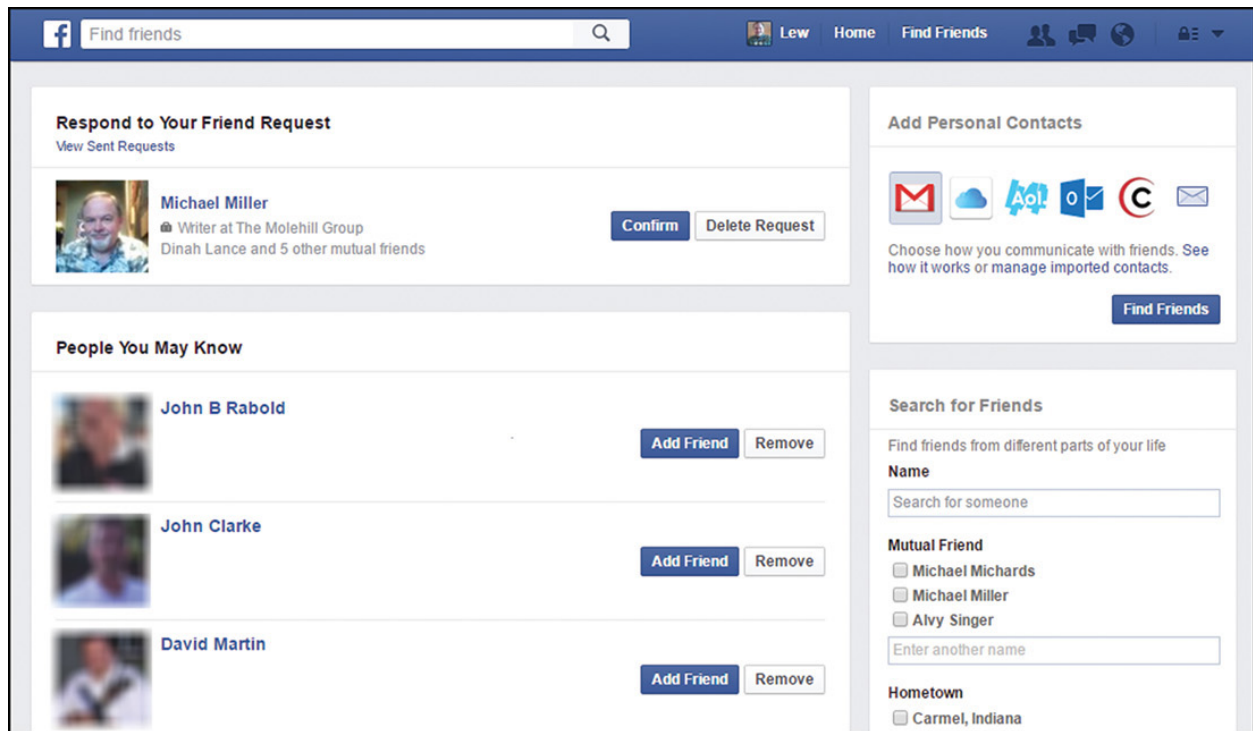 f
Find friends
Lew
Home
Find Friends
Respond to Your Friend Request
View Sent Requests
Michael Miller
Writer at The Molehill Group
Dinah Lance and 5 other mutual friends
Confirm
Delete Request
People You May Know
John B Rabold
Add Friend
Remove
John Clarke
Add Friend
Remove
David Martin
Add Friend
Remove
Add Personal Contacts
Aol.
o
C
Choose how you communicate with friends. See
how it works or manage imported contacts.
Find Friends
Search for Friends
Find friends from different parts of your life
Name
Search for someone
Mutual Friend
Michael Michards
Michael Miller
Alvy Singer
Enter another name
Hometown
Carmel, Indiana